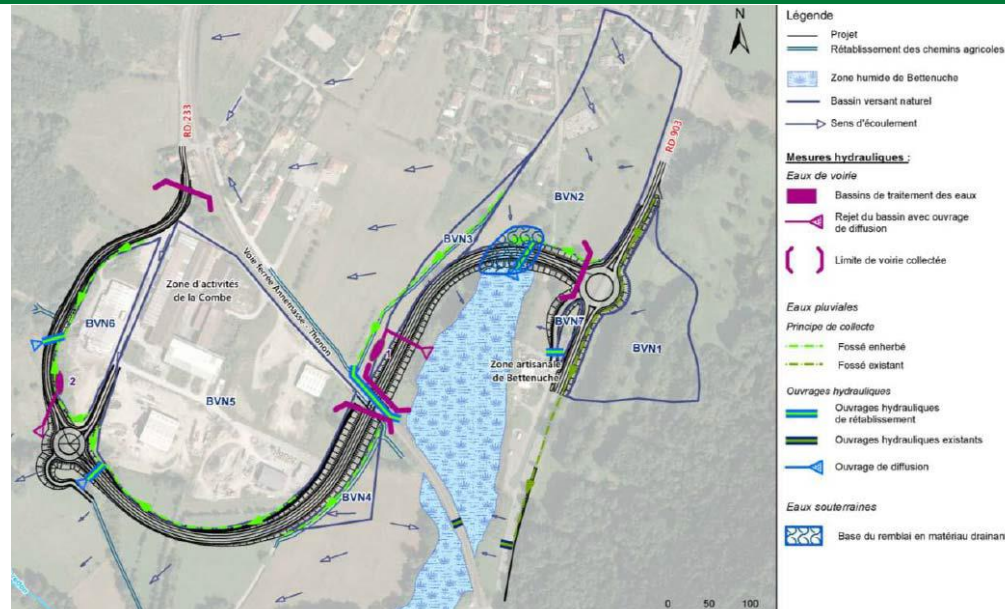 N
RD 233
RD 903
BVN2
BVN3
Voie ferrée Annemasse - Thonon
Zone d'activités
de la Combe
BVN6
BVN7
1
Zone artisanale
de Bettenuche
BVN1
2
BVN5
BVN4
0 50 100
Légende
Projet
Rétablissement des chemins agricoles
Zone humide de Bettenuche
Bassin versant naturel
Sens d'écoulement
Mesures hydrauliques :
Eaux de voirie
Bassins de traitement des eaux
Rejet du bassin avec ouvrage
de diffusion
Limite de voirie collectée
Eaux pluviales
Principe de collecte
Fossé enherbé
Fossé existant
Ouvrages hydrauliques
Ouvrages hydrauliques
de rétablissement
Ouvrages hydrauliques existants
Ouvrage de diffusion
Eaux souterraines
Base du remblai en matériau drainan